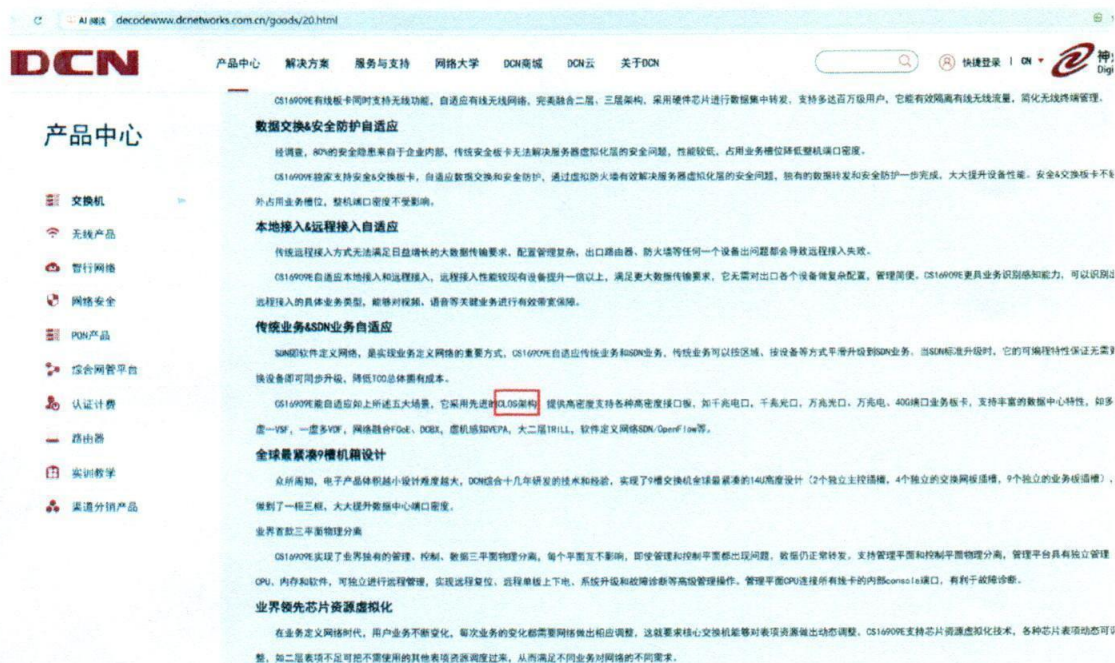 AI 阅读 decodewww.dcnetworks.com.cn/goods/20.html
DCN 产品中心 解决方案 服务与支持 网络大学 DCN商城 DCN云 关于DCN 快捷登录 | CN 神
Digi
产品中心
交换机
无线产品
智行网络
网络安全
PON产品
综合网管平台
认证计费
路由器
实训教学
渠道分销产品
CS16909E有线板卡同时支持无线功能，自适应有线无线网络，完美融合二层、三层架构，采用硬件芯片进行数据集中转发，支持多达百万级用户，它能有效隔离有线无线流量，简化无线终端管理。
数据交换&安全防护自适应
经调查，80%的安全隐患来自于企业内部，传统安全板卡无法解决服务器虚拟化层的安全问题，性能较低，占用业务槽位降低整机端口密度。
CS16909E独家支持安全&交换板卡，自适应数据交换和安全防护，通过虚拟防火墙有效解决服务器虚拟化层的安全问题，独有的数据转发和安全防护一步完成，大大提升设备性能。安全&交换板卡不
外占用业务槽位，整机端口密度不受影响。
本地接入&远程接入自适应
传统远程接入方式无法满足日益增长的大数据传输要求，配置管理复杂，出口路由器、防火墙等任何一个设备出问题都会导致远程接入失败。
CS16909E自适应本地接入和远程接入，远程接入性能较现有设备提升一倍以上，满足更大数据传输要求，它无需对出口各个设备做复杂配置，管理简便。CS16909E更具业务识别感知能力，可以识别出
远程接入的具体业务类型，能够对视频、语音等关键业务进行有效带宽保障。
传统业务&SDN业务自适应
SDN即软件定义网络，是实现业务定义网络的重要方式，CS16909E自适应传统业务和SDN业务，传统业务可以按区域、按设备等方式平滑升级到SDN业务。当SDN标准升级时，它的可编程特性保证无需
换设备即可同步升级，降低TCO总体拥有成本。
CS16909E能自适应如上所述五大场景，它采用先进的CLOS架构，提供高密度支持各种高密度接口板，如千兆电口，千兆光口、万兆光口、万兆电、40G端口业务板卡，支持丰富的数据中心特性，如多
虚一VSF，一虚多VDF，网络融合FCoE、DCBX，虚机感知VEPA，大二层TRILL，软件定义网络SDN/OpenFlow等。
全球最紧凑9槽机箱设计
众所周知，电子产品体积越小设计难度越大，DCN综合十几年研发的技术和经验，实现了9槽交换机全球最紧凑的14U高度设计（2个独立主控插槽，4个独立的交换网板插槽，9个独立的业务板插槽），
做到了一柜三框，大大提升数据中心端口密度。
业界首款三平面物理分离
CS16909E实现了业界独有的管理、控制、数据三平面物理分离，每个平面互不影响，即使管理和控制平面都出现问题，数据仍正常转发。支持管理平面和控制平面物理分离，管理平台具有独立管理
CPU、内存和软件，可独立进行远程管理，实现远程复位、远程单板上下电、系统升级和故障诊断等高级管理操作。管理平面CPU连接所有线卡的内部console端口，有利于故障诊断。
业界领先芯片资源虚拟化
在业务定义网络时代，用户业务不断变化，每次业务的变化都需要网络做出相应调整，这就要求核心交换机能够对表项资源做出动态调整。CS16909E支持芯片资源虚拟化技术，各种芯片表项动态可
整，如二层表项不足可把不需使用的其他表项资源调度过来，从而满足不同业务对网络的不同需求。